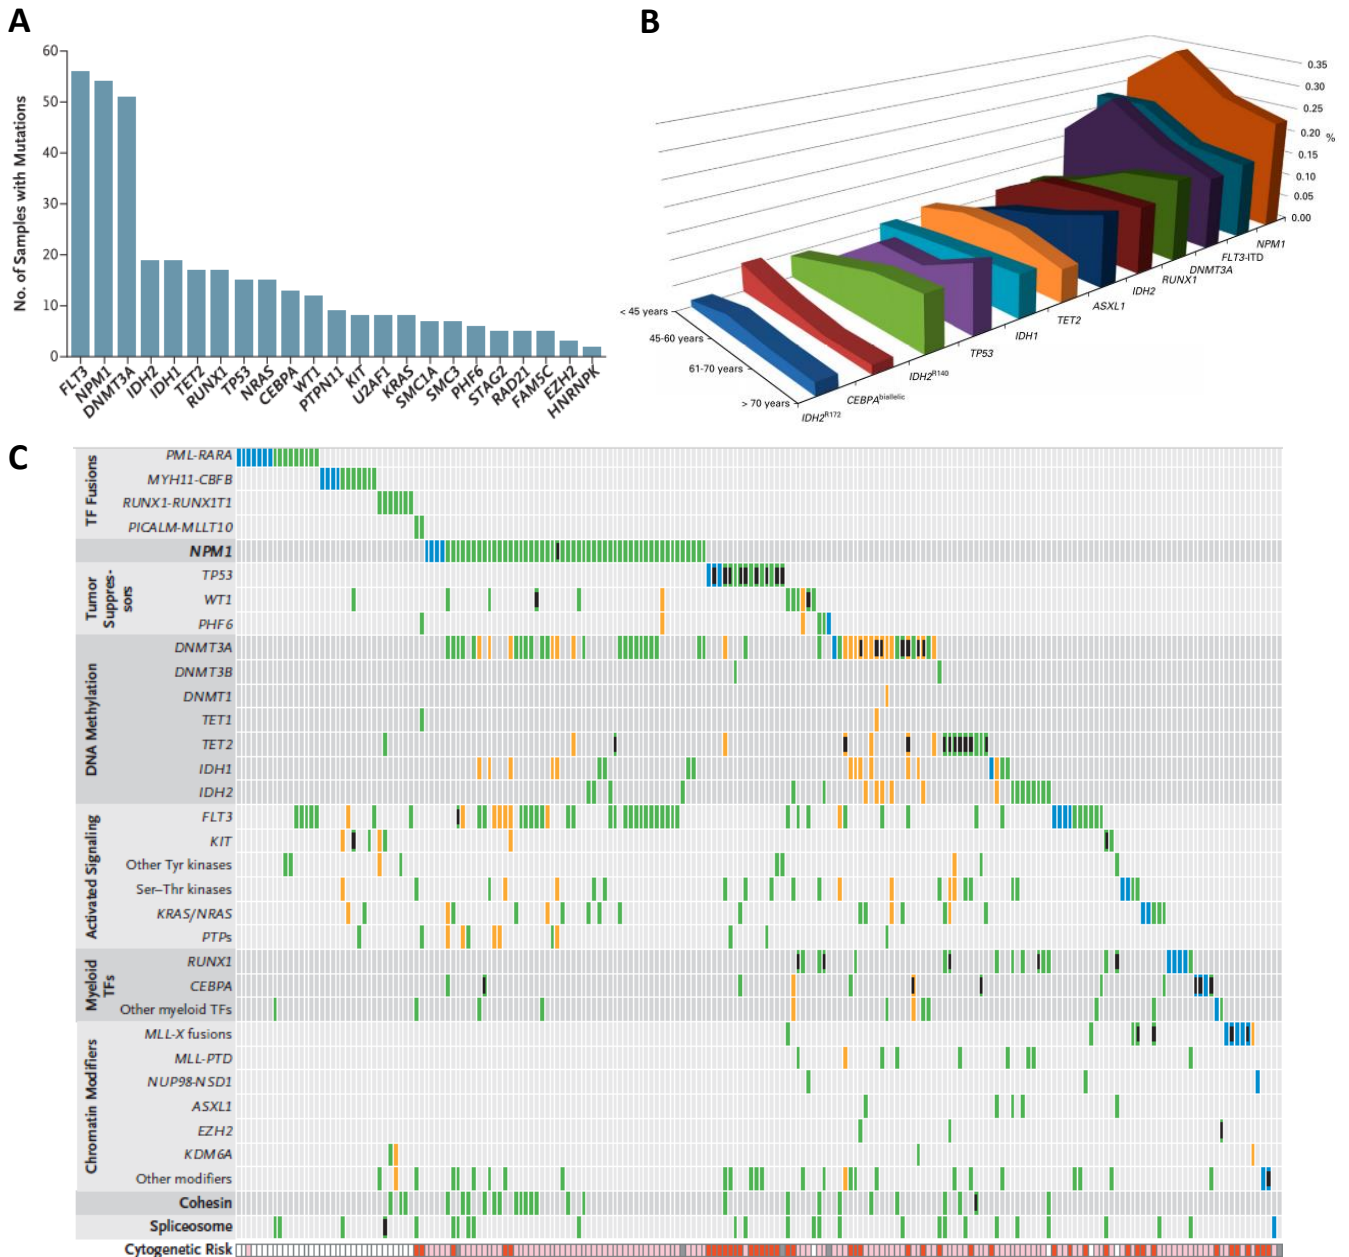 A
No. of Samples with Mutations
60
50
40
30
20
10
0
FLT3
NPM1
DNMT3A
IDH2
IDH1
TET2
RUNX1
TP53
NRAS
CEBPA
WT1
PTPN11
KIT
U2AF1
KRAS
SMC1A
SMC3
PHF6
STAG2
RAD21
FAM5C
EZH2
HNRNPK
B
0.35
0.30
0.25
0.20
0.15
0.10
0.05
0.00
%
< 45 years
45-60 years
61-70 years
> 70 years
IDH2R172
CEBPAbiallelic
IDH2R140
TP53
IDH1
TET2
ASXL1
IDH2
RUNX1
DNMT3A
FLT3-ITD
NPM1
C
TF Fusions
PML-RARA
MYH11-CBFB
RUNX1-RUNX1T1
PICALM-MLLT10
NPM1
Tumor
Suppres-
sors
TP53
WT1
PHF6
DNA Methylation
DNMT3A
DNMT3B
DNMT1
TET1
TET2
IDH1
IDH2
Activated Signaling
FLT3
KIT
Other Tyr kinases
Ser–Thr kinases
KRAS/NRAS
PTPs
Myeloid
TFs
RUNX1
CEBPA
Other myeloid TFs
Chromatin Modifiers
MLL-X fusions
MLL-PTD
NUP98-NSD1
ASXL1
EZH2
KDM6A
Other modifiers
Cohesin
Spliceosome
Cytogenetic Risk